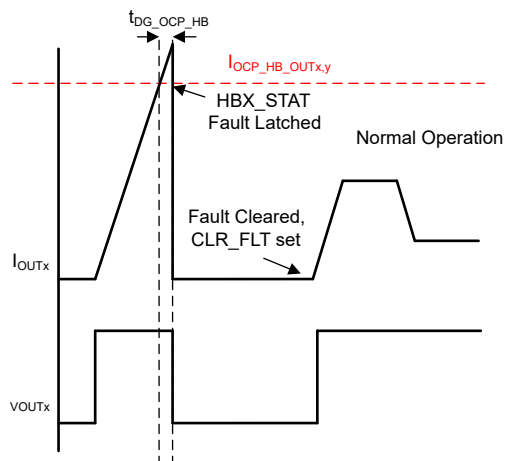 tDG_OCP_HB
IOCP_HB_OUTx,y
HBX_STAT
Fault Latched
Normal Operation
Fault Cleared,
CLR_FLT set
IOUTx
VOUTx